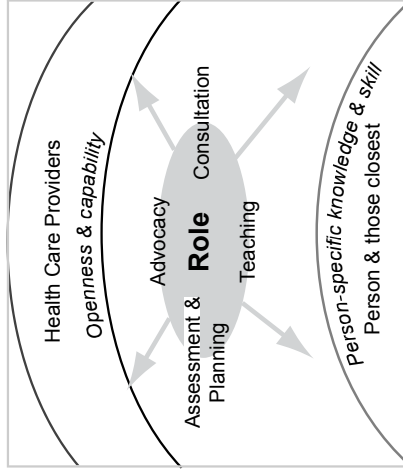 Health Care Providers
Openness & capability
Advocacy
Assessment &
Planning
Role
Consultation
Teaching
Person-specific knowledge & skill
Person & those closest